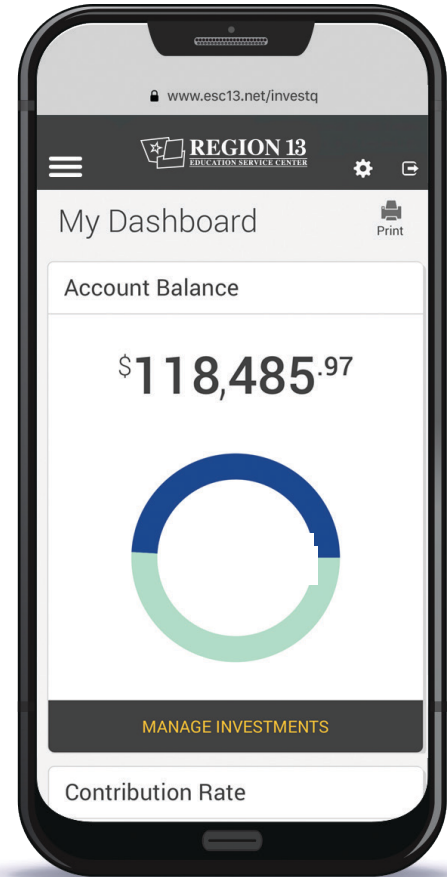 www.esc13.net/investq
REGION 13
EDUCATION SERVICE CENTER
My Dashboard
Print
Account Balance
$118,485.97
MANAGE INVESTMENTS
Contribution Rate